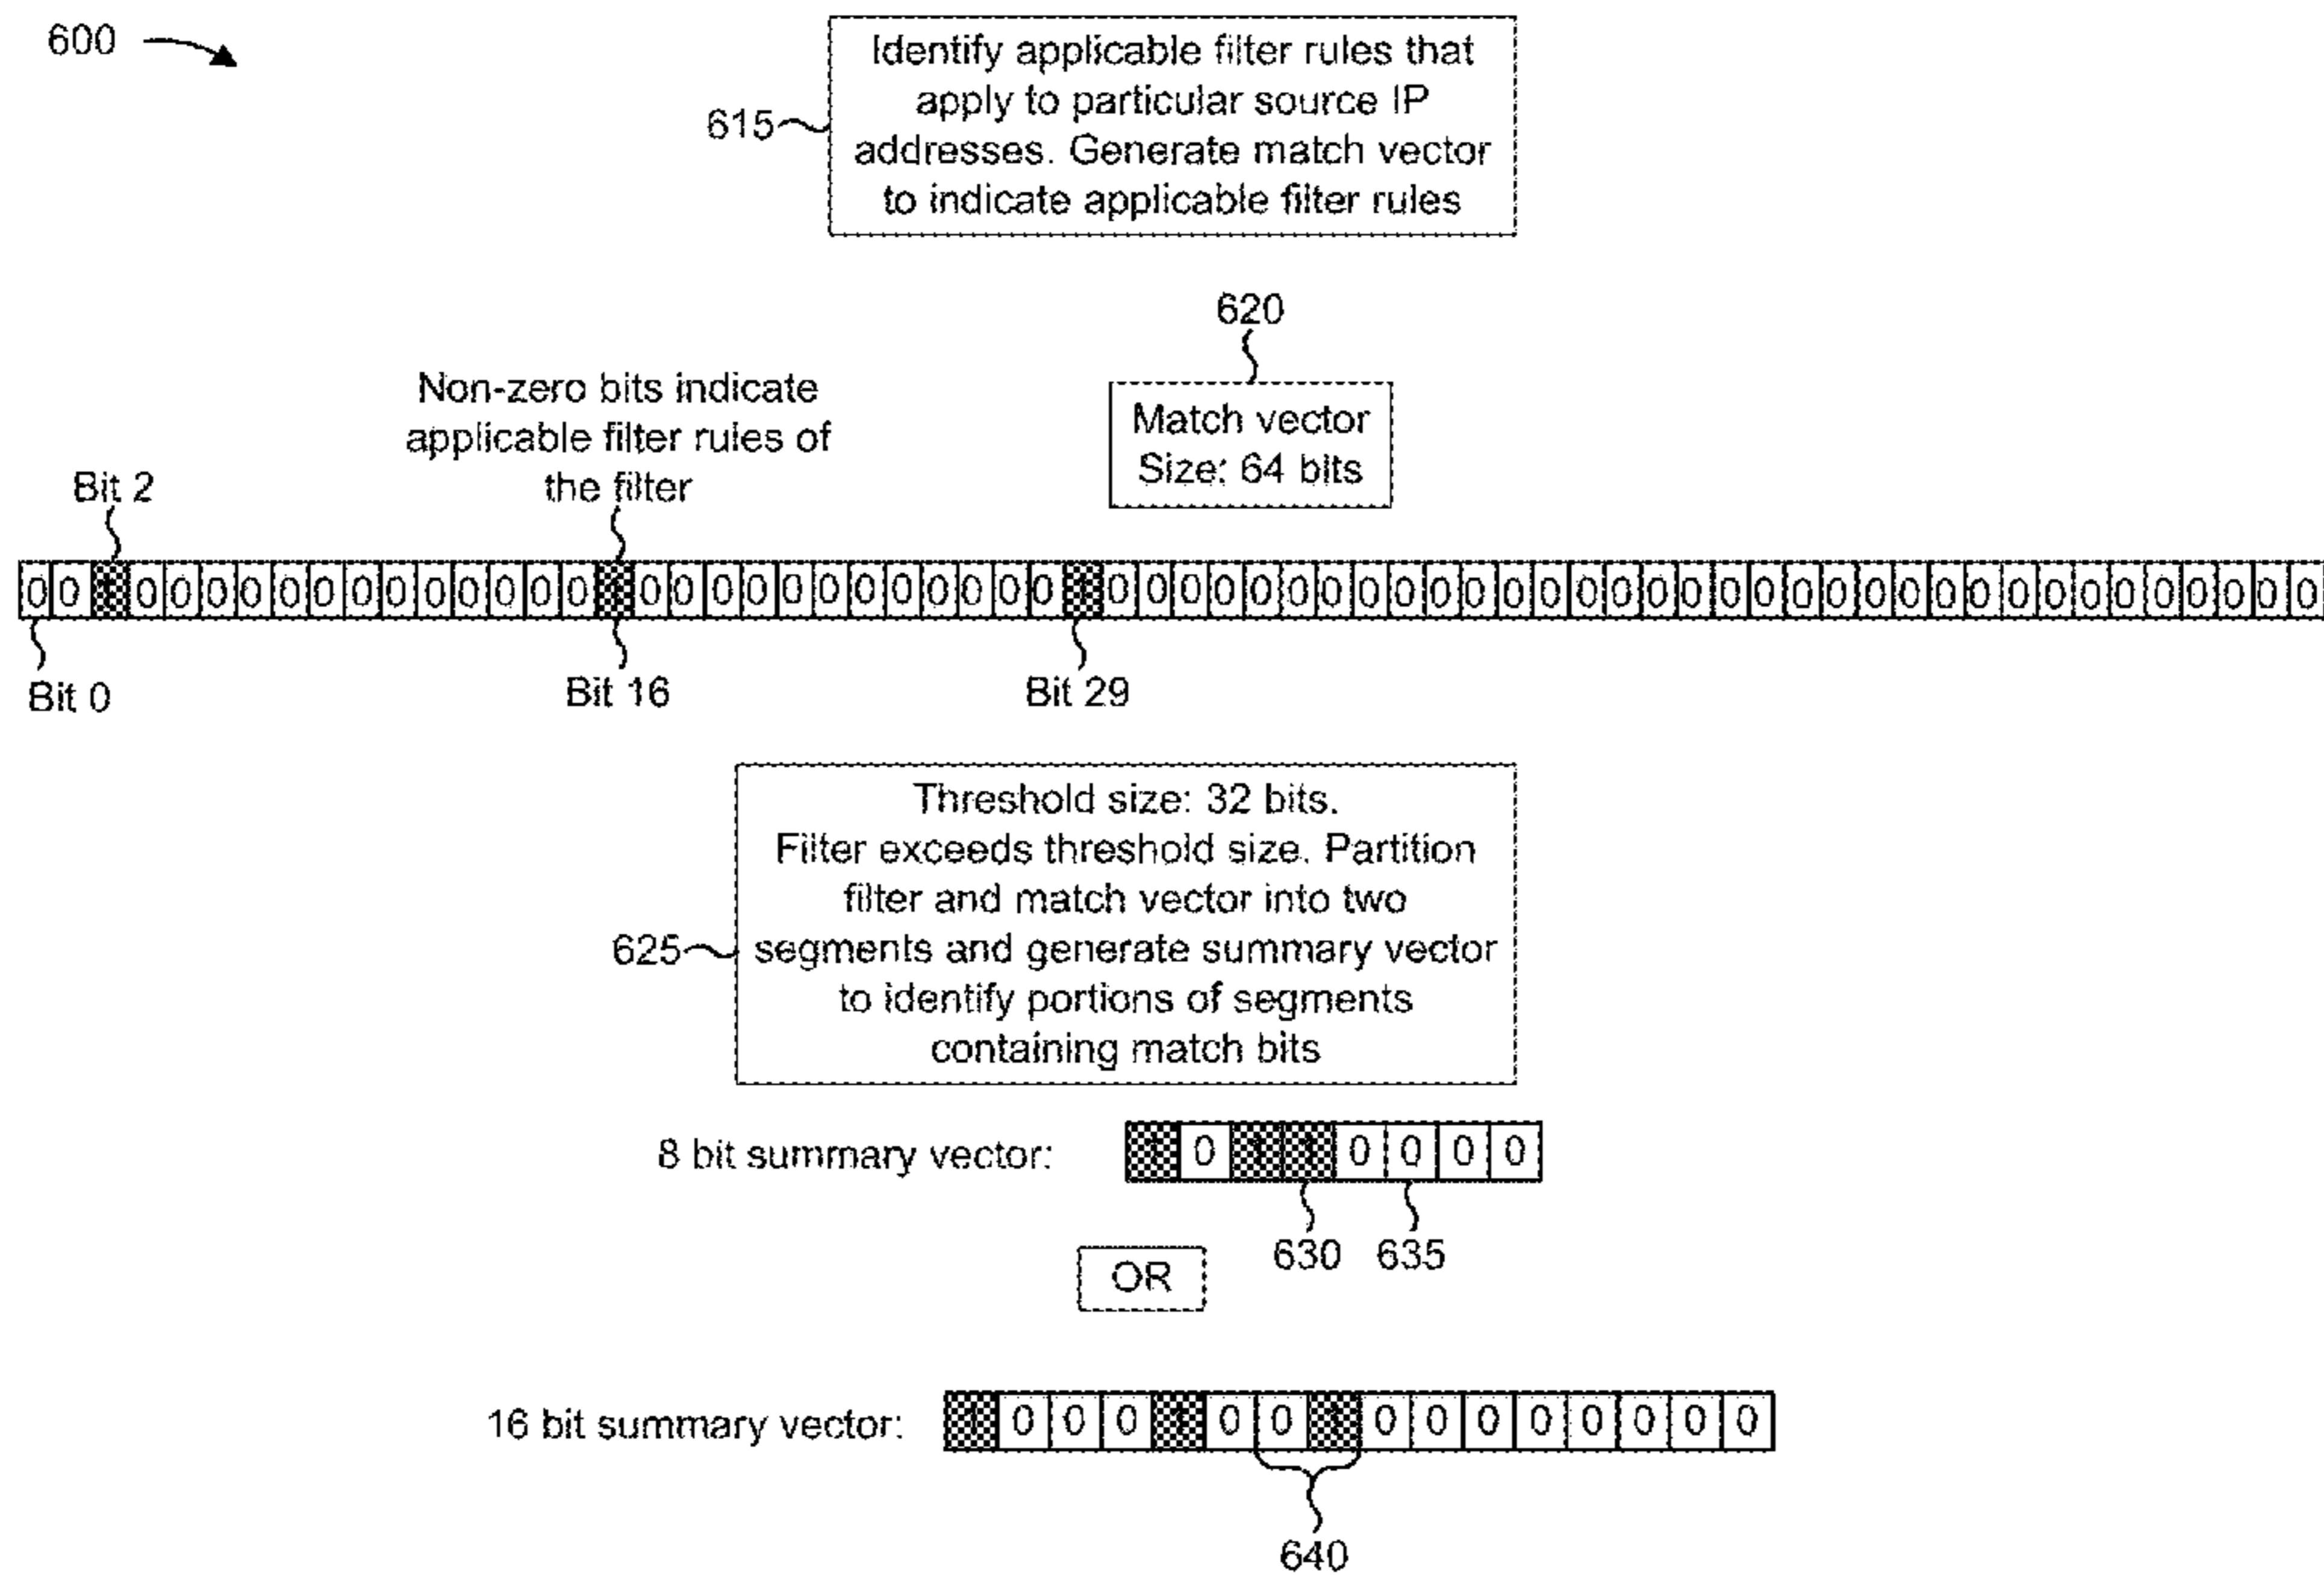 600
Identify applicable filter rules that
apply to particular source IP
615
addresses. Generate match vector
to indicate applicable filter rules
620
Non-zero bits indicate
applicable filter rules of
the filter
Match vector
Size: 64 bits
Bit 2
0 0 1 0 0 0 0 0 0 0 0 0 0 0 0 0 1 0 0 0 0 0 0 0 0 0 0 0 0 1 0 0 0 0 0 0 0 0 0 0 0 0 0 0 0 0 0 0 0 0 0 0 0 0 0 0 0 0 0 0 0 0 0 0
Bit 0
Bit 16
Bit 29
Threshold size: 32 bits.
Filter exceeds threshold size. Partition
filter and match vector into two
625
segments and generate summary vector
to identify portions of segments
containing match bits
8 bit summary vector:
1 0 1 1 0 0 0 0
630
635
OR
16 bit summary vector:
1 0 0 0 1 0 0 1 0 0 0 0 0 0 0 0
640